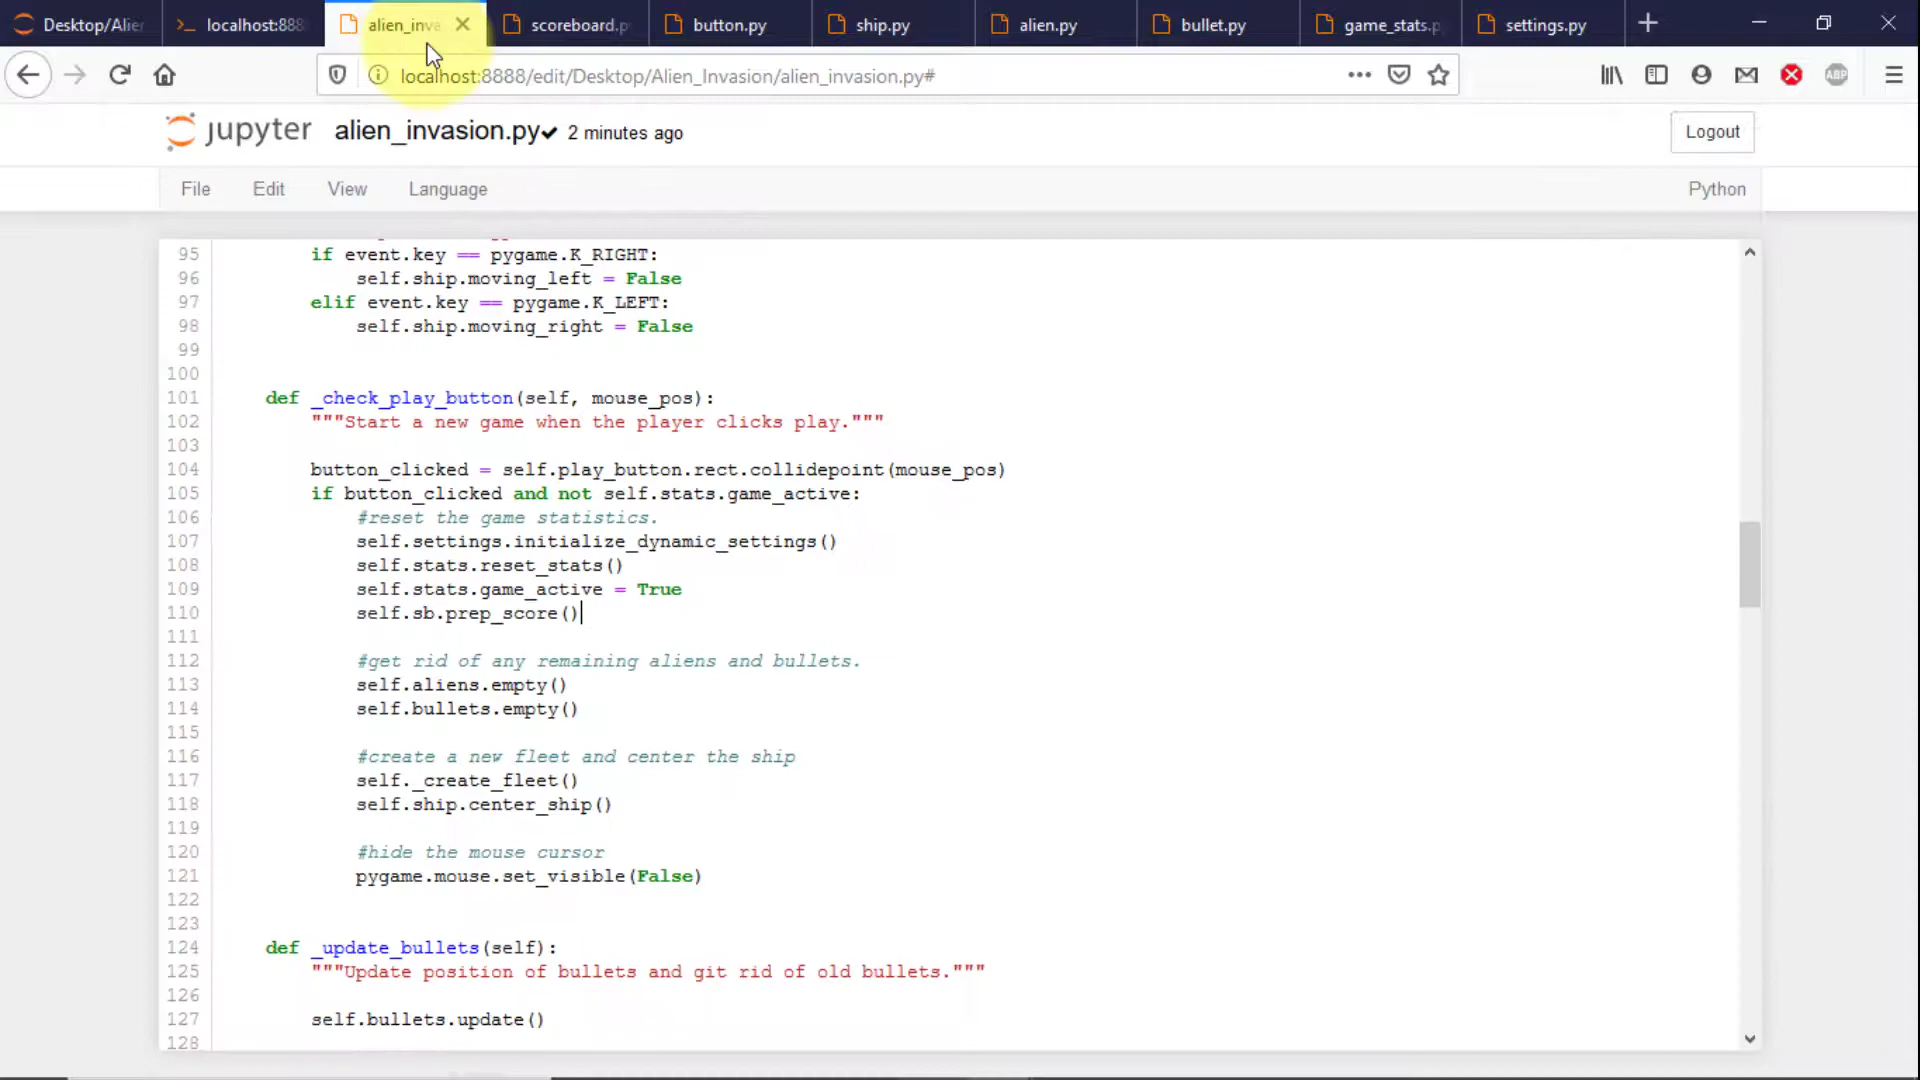 Desktop/Alie
localhost:888
alien_inva
scoreboard.p
button.py
ship.py
alien.py
bullet.py
game_stats.p
settings.py
localhost:8888/edit/Desktop/Alien_Invasion/alien_invasion.py#
ABP
jupyter alien_invasion.py✔ 2 minutes ago
Logout
File Edit View Language
Python
95 if event.key == pygame.K_RIGHT:
96 self.ship.moving_left = False
97 elif event.key == pygame.K_LEFT:
98 self.ship.moving_right = False
99
100
101 def _check_play_button(self, mouse_pos):
102 """Start a new game when the player clicks play."""
103
104 button_clicked = self.play_button.rect.collidepoint(mouse_pos)
105 if button_clicked and not self.stats.game_active:
106 #reset the game statistics.
107 self.settings.initialize_dynamic_settings()
108 self.stats.reset_stats()
109 self.stats.game_active = True
110 self.sb.prep_score()
111
112 #get rid of any remaining aliens and bullets.
113 self.aliens.empty()
114 self.bullets.empty()
115
116 #create a new fleet and center the ship
117 self._create_fleet()
118 self.ship.center_ship()
119
120 #hide the mouse cursor
121 pygame.mouse.set_visible(False)
122
123
124 def _update_bullets(self):
125 """Update position of bullets and git rid of old bullets."""
126
127 self.bullets.update()
128